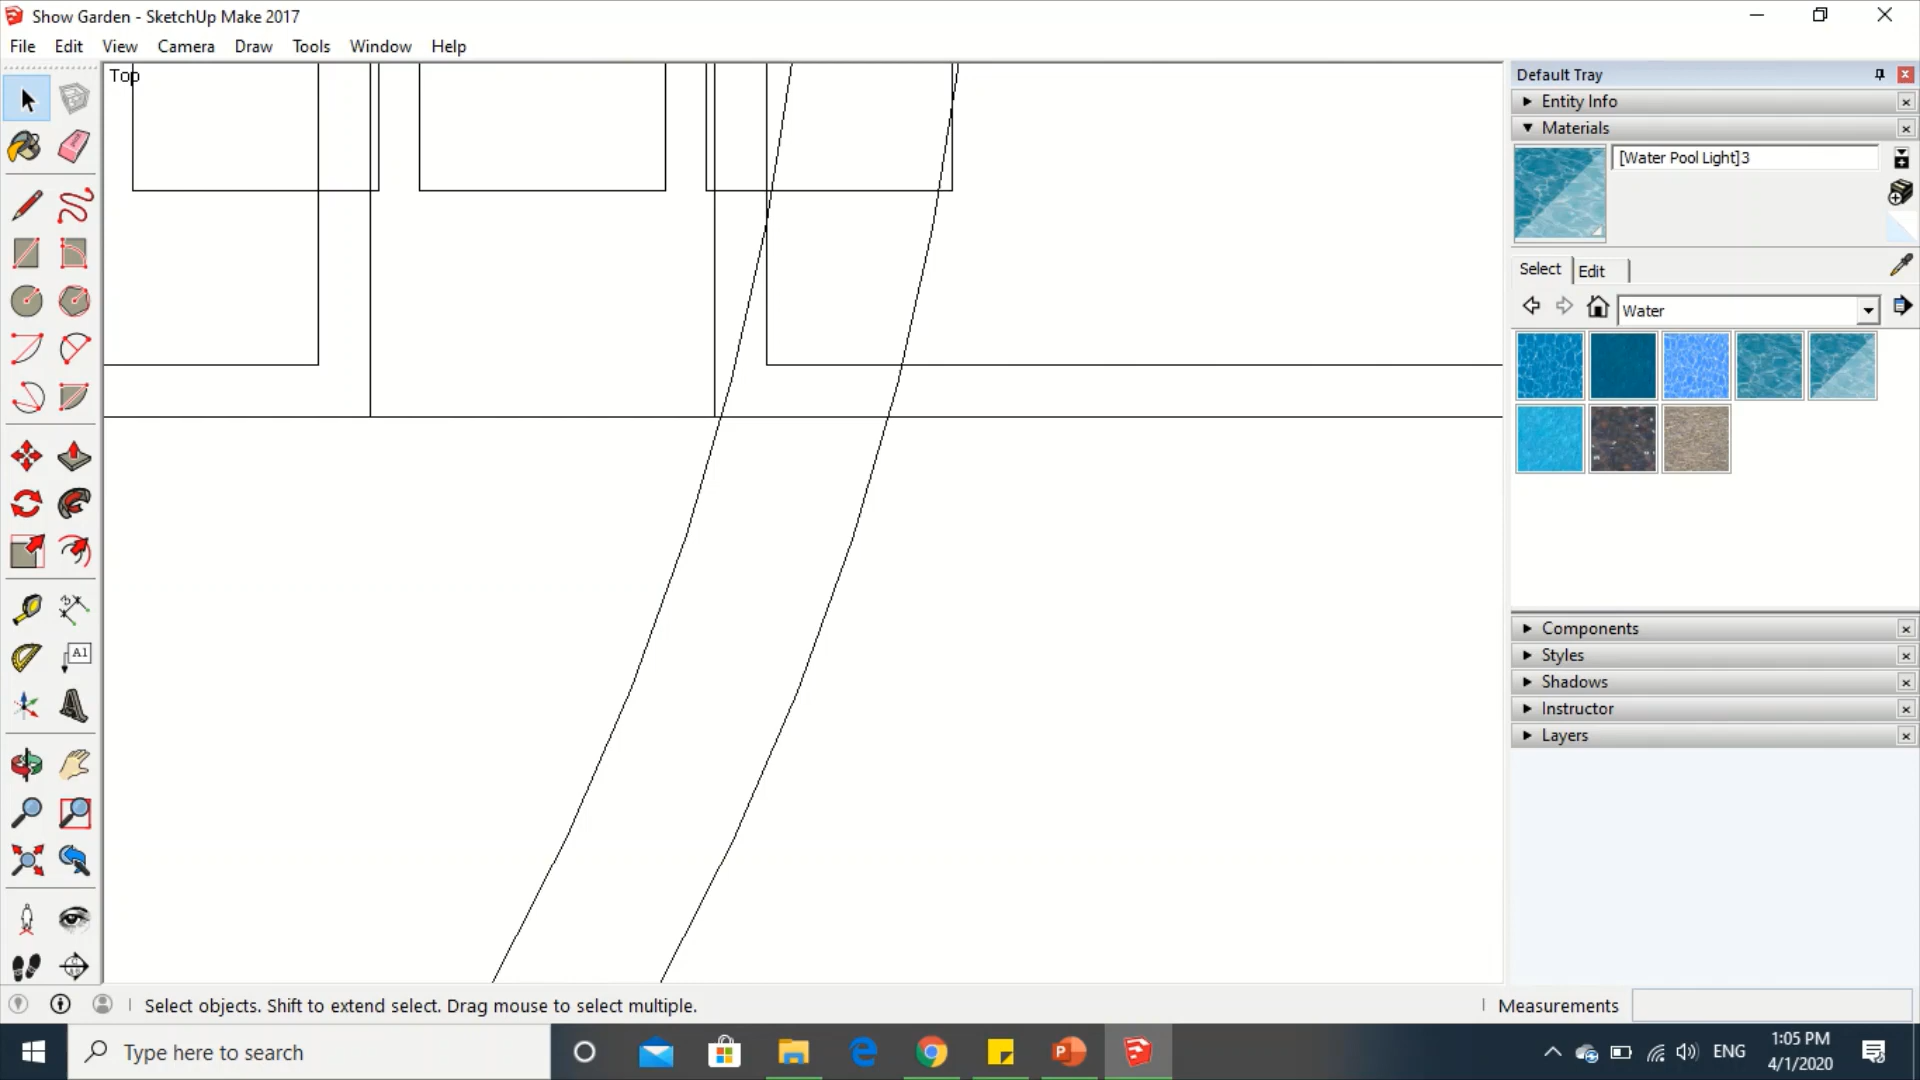 Show Garden - SketchUp Make 2017
File Edit View Camera Draw Tools Window Help
Top
Default Tray
Entity Info
Materials
[Water Pool Light]3
Select Edit
Water
A1
Components
Styles
Shadows
Instructor
Layers
Select objects. Shift to extend select. Drag mouse to select multiple.
Measurements
Type here to search
ENG
1:05 PM
4/1/2020